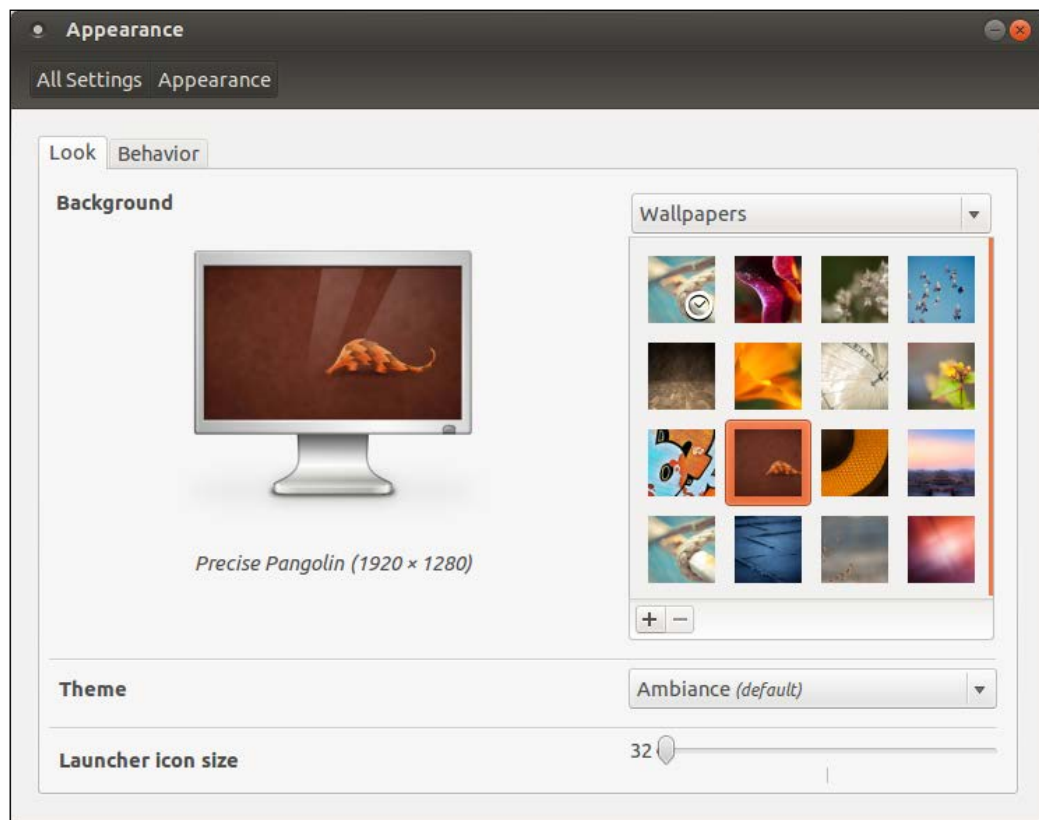 Appearance
All Settings Appearance
Look Behavior
Background
Wallpapers
Precise Pangolin (1920 × 1280)
Theme
Ambiance (default)
Launcher icon size
32